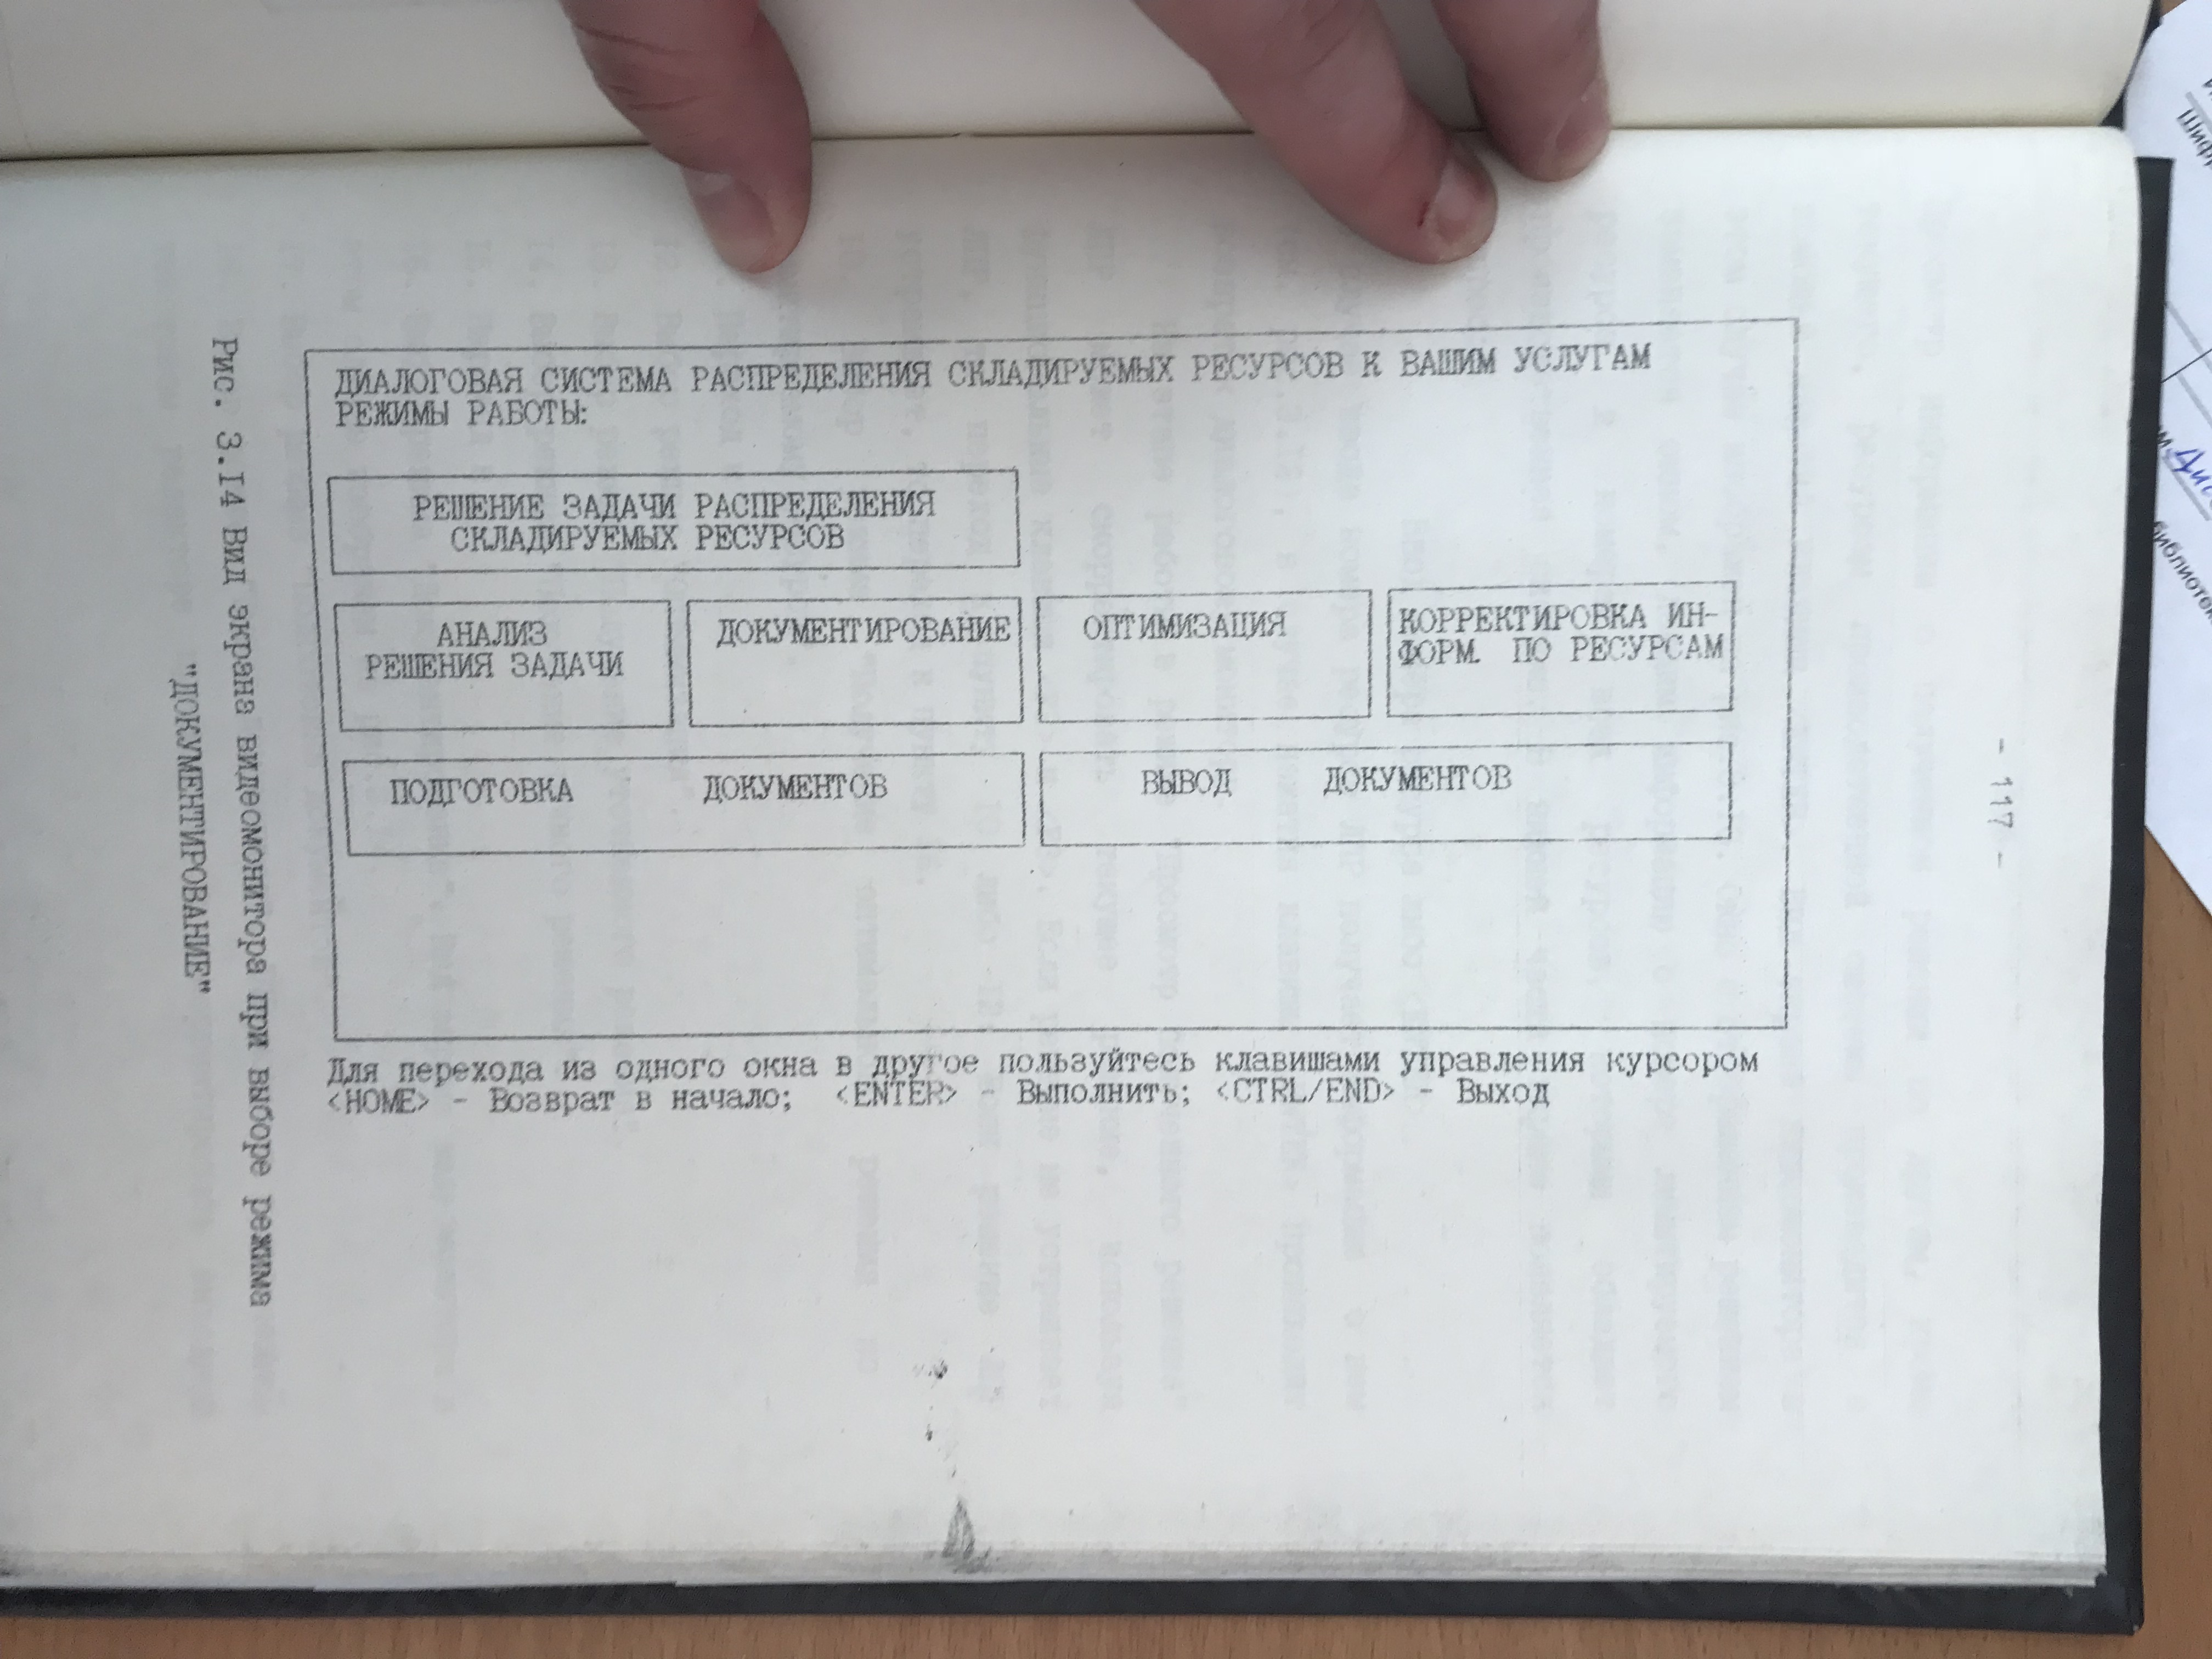 - 117 -
ДИАЛОГОВАЯ СИСТЕМА РАСПРЕДЕЛЕНИЯ СКЛАДИРУЕМЫХ РЕСУРСОВ К ВАШИМ УСЛУГАМ
РЕЖИМЫ РАБОТЫ:
РЕШЕНИЕ ЗАДАЧИ РАСПРЕДЕЛЕНИЯ
СКЛАДИРУЕМЫХ РЕСУРСОВ
АНАЛИЗ
РЕШЕНИЯ ЗАДАЧИ
ДОКУМЕНТИРОВАНИЕ
ОПТИМИЗАЦИЯ
КОРРЕКТИРОВКА ИН-
ФОРМ. ПО РЕСУРСАМ
ПОДГОТОВКА ДОКУМЕНТОВ
ВЫВОД ДОКУМЕНТОВ
Для перехода из одного окна в другое пользуйтесь клавишами управления курсором
<HOME> - Возврат в начало; <ENTER> - Выполнить; <CTRL/END> - Выход
Рис. 3.I4 Вид экрана видеомонитора при выборе режима
"ДОКУМЕНТИРОВАНИЕ"